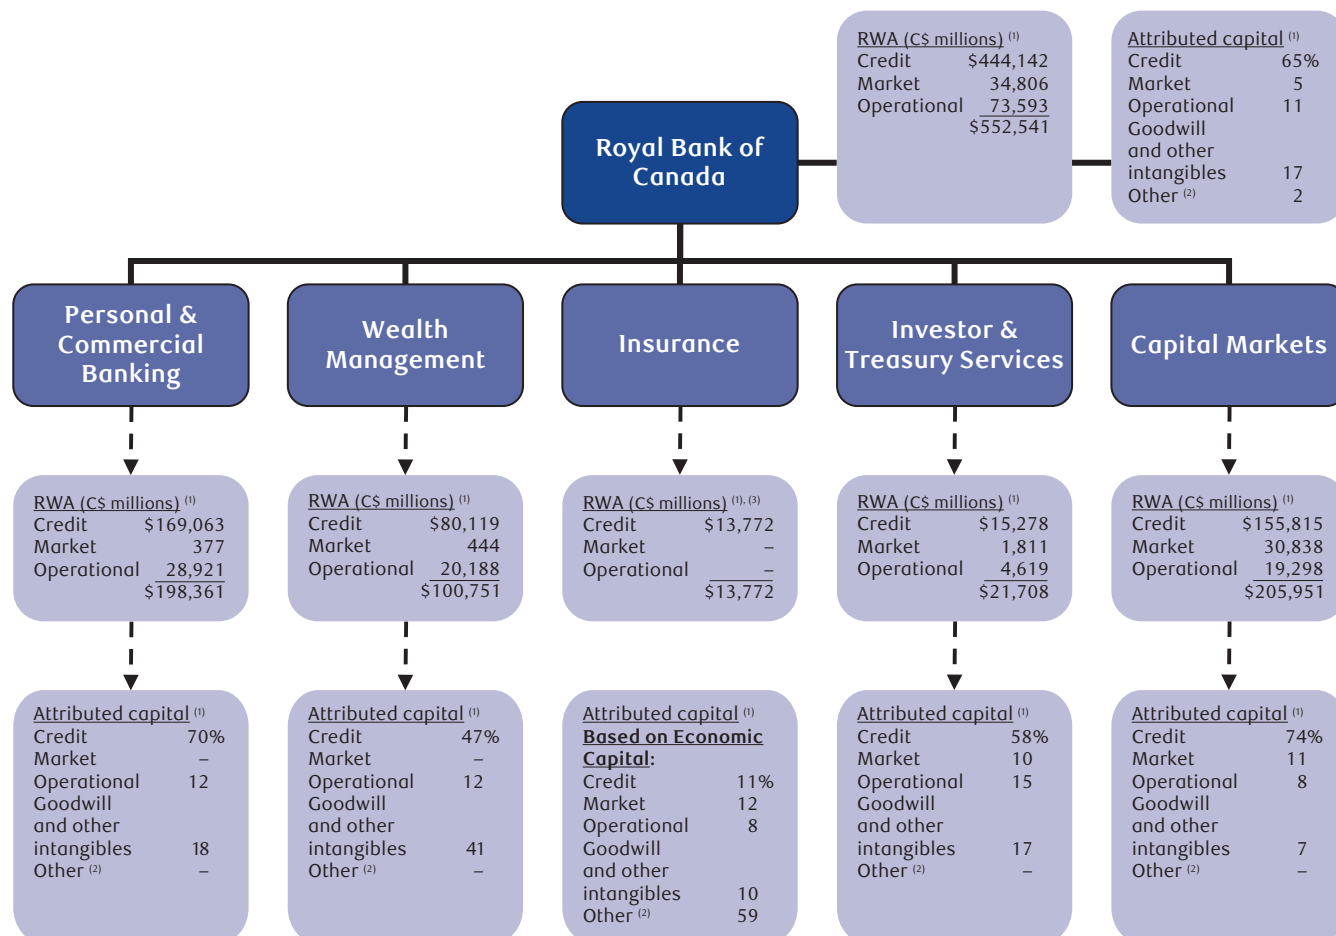 RWA (C$ millions) (1)
Credit $444,142
Market 34,806
Operational 73,593
$552,541
Attributed capital (1)
Credit 65%
Market 5
Operational 11
Goodwill
and other
intangibles 17
Other (2) 2
Royal Bank of
Canada
Personal &
Commercial
Banking
Wealth
Management
Insurance
Investor &
Treasury Services
Capital Markets
RWA (C$ millions) (1)
Credit $169,063
Market 377
Operational 28,921
$198,361
RWA (C$ millions) (1)
Credit $80,119
Market 444
Operational 20,188
$100,751
RWA (C$ millions) (1), (3)
Credit $13,772
Market –
Operational –
$13,772
RWA (C$ millions) (1)
Credit $15,278
Market 1,811
Operational 4,619
$21,708
RWA (C$ millions) (1)
Credit $155,815
Market 30,838
Operational 19,298
$205,951
Attributed capital (1)
Credit 70%
Market –
Operational 12
Goodwill
and other
intangibles 18
Other (2) –
Attributed capital (1)
Credit 47%
Market –
Operational 12
Goodwill
and other
intangibles 41
Other (2) –
Attributed capital (1)
Based on Economic
Capital:
Credit 11%
Market 12
Operational 8
Goodwill
and other
intangibles 10
Other (2) 59
Attributed capital (1)
Credit 58%
Market 10
Operational 15
Goodwill
and other
intangibles 17
Other (2) –
Attributed capital (1)
Credit 74%
Market 11
Operational 8
Goodwill
and other
intangibles 7
Other (2) –